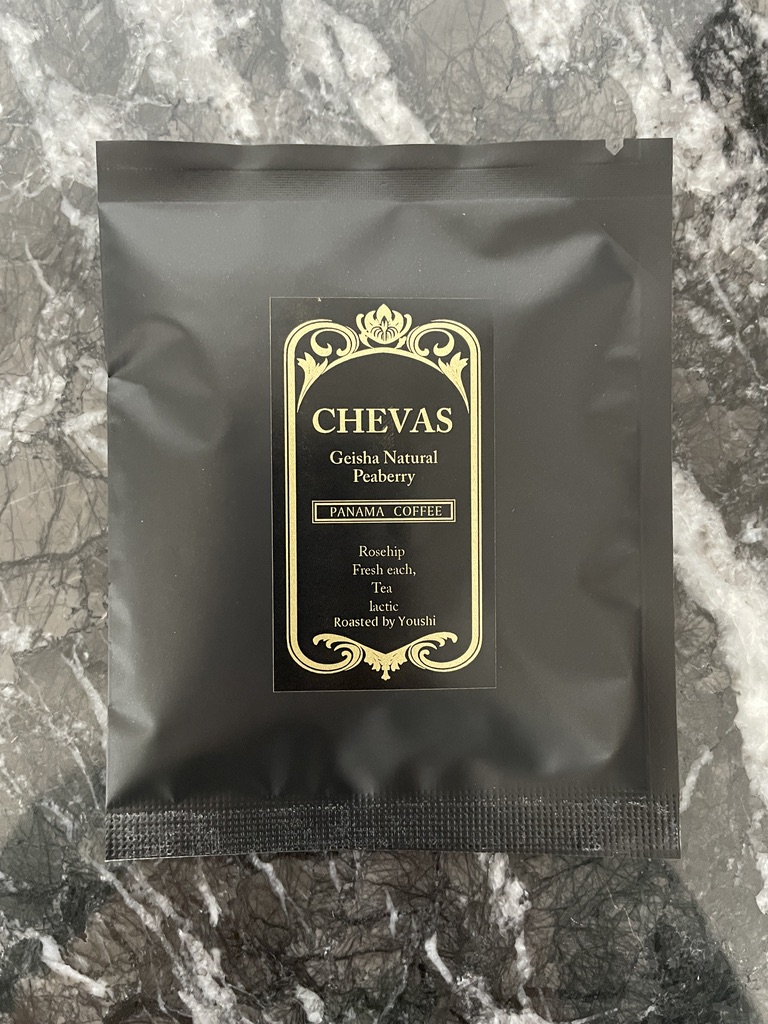 CHEVAS
Geisha Natural
Peaberry
PANAMA COFFEE
Rosehip
Fresh each,
Tea
lactic
Roasted by Youshi